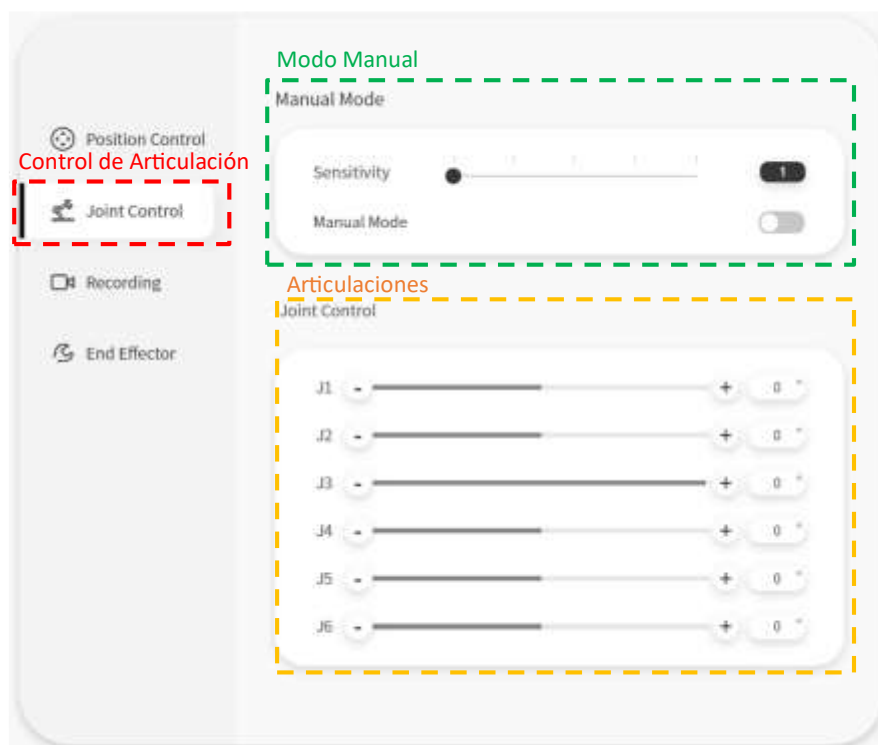 Modo Manual
Manual Mode
Position Control
Control de Articulación
Sensitivity
1
Joint Control
Manual Mode
Recording
Articulaciones
Joint Control
End Effector
J1 - + 0 °
J2 - + 0 °
J3 - + 0 °
J4 - + 0 °
J5 - + 0 °
J6 - + 0 °